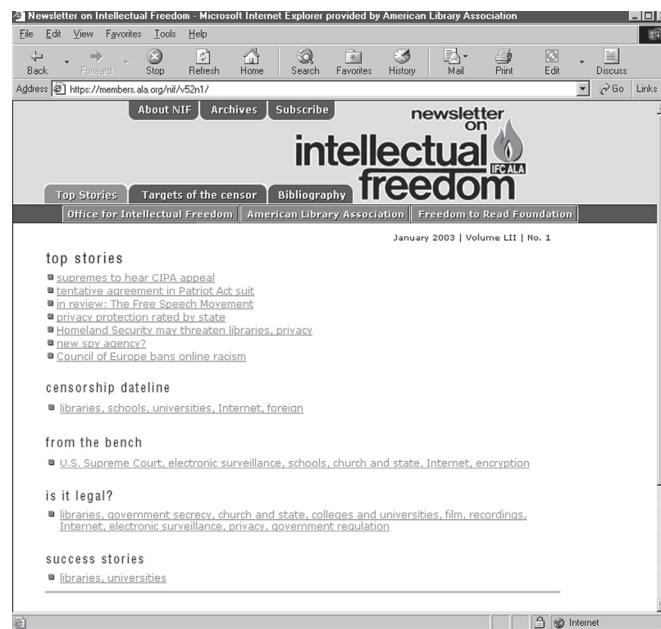 Newsletter on Intellectual Freedom - Microsoft Internet Explorer provided by American Library Association
File Edit View Favorites Tools Help
Back Forward Stop Refresh Home Search Favorites History Mail Print Edit Discuss
Address https://members.ala.org/nif/v52n1/ Go Links
About NIF Archives Subscribe
newsletter
on
intellectual
freedom
IFC ALA
Top Stories Targets of the censor Bibliography
Office for Intellectual Freedom American Library Association Freedom to Read Foundation
January 2003 | Volume LII | No. 1
top stories
supremes to hear CIPA appeal
tentative agreement in Patriot Act suit
in review: The Free Speech Movement
privacy protection rated by state
Homeland Security may threaten libraries, privacy
new spy agency?
Council of Europe bans online racism
censorship dateline
libraries, schools, universities, Internet, foreign
from the bench
U.S. Supreme Court, electronic surveillance, schools, church and state, Internet, encryption
is it legal?
libraries, government secrecy, church and state, colleges and universities, film, recordings,
Internet, electronic surveillance, privacy, government regulation
success stories
libraries, universities
Internet